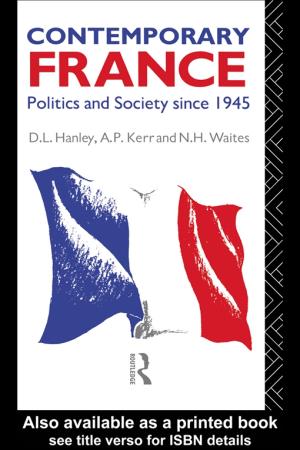 CONTEMPORARY
FRANCE
Politics and Society since 1945
D.L. Hanley, A.P. Kerr and N.H. Waites
ROUTLEDGE
Also available as a printed book
see title verso for ISBN details